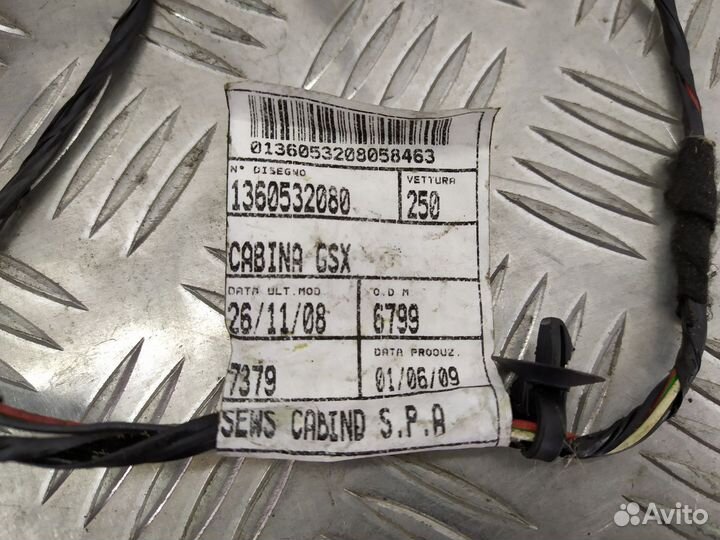 0136053208058463
N° DISEGNO
VETTURA
1360532080
250
CABINA GSX
DATA ULT.MOD.
O.D M
26/11/08
6799
DATA PRODUZ.
7379
01/06/09
SEWS CABIND S.P.A
Avito